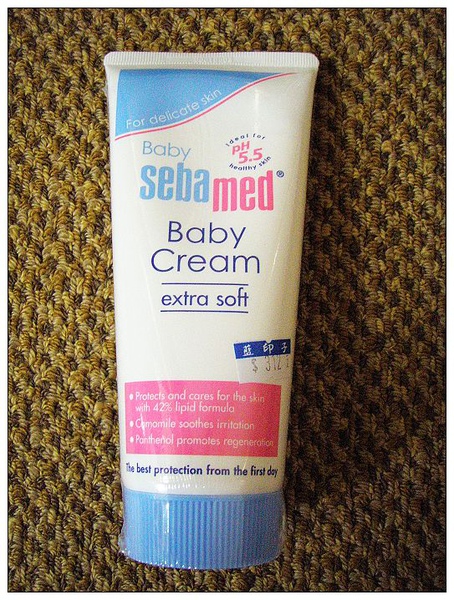 For delicate skin
ideal for
pH
5.5
healthy skin
Baby
sebamed®
Baby
Cream
extra soft
藍印子
• Protects and cares for the skin
with 42% lipid formula
• Camomile soothes irritation
• Panthenol promotes regeneration
The best protection from the first day